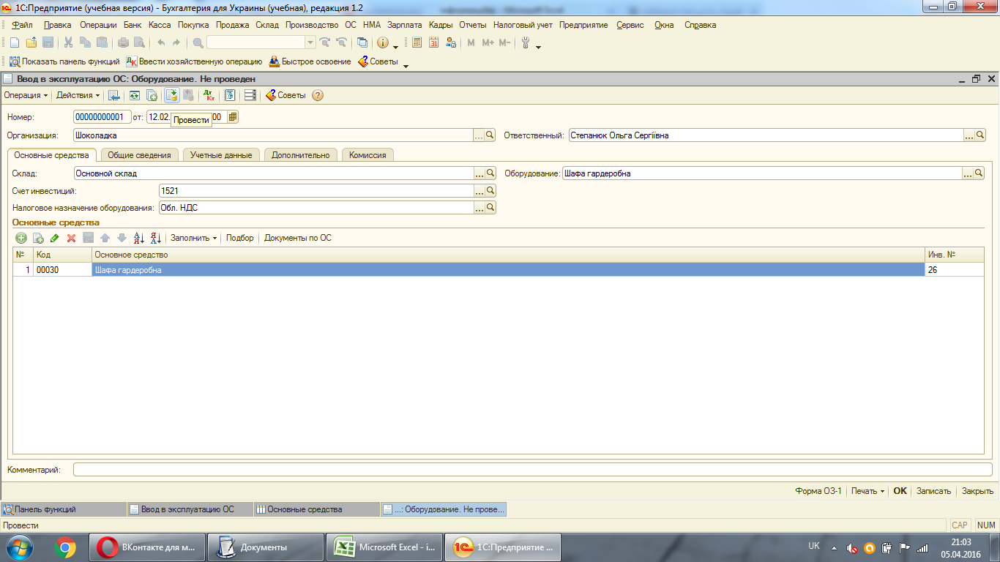 1С:Предприятие (учебная версия) - Бухгалтерия для Украины (учебная), редакция 1.2
Файл Правка Операции Банк Касса Покупка Продажа Склад Производство ОС НМА Зарплата Кадры Отчеты Налоговый учет Предприятие Сервис Окна Справка
M M+ M−
Показать панель функций Ввести хозяйственную операцию Быстрое освоение Советы
Ввод в эксплуатацию ОС: Оборудование. Не проведен
Операция Действия Дт Кт Советы
Номер: 00000000001 от: 12.02. 00
Провести
Организация: Шоколадка Ответственный: Степанюк Ольга Сергіївна
Основные средства Общие сведения Учетные данные Дополнительно Комиссия
Склад: Основной склад Оборудование: Шафа гардеробна
Счет инвестиций: 1521
Налоговое назначение оборудования: Обл. НДС
Основные средства
Заполнить Подбор Документы по ОС
№ Код Основное средство Инв. №
1 00030 Шафа гардеробна 26
Комментарий:
Форма ОЗ-1 Печать OK Записать Закрыть
Панель функций Ввод в эксплуатацию ОС Основные средства ...: Оборудование. Не прове...
Провести CAP NUM
ВКонтакте для м... Документы Microsoft Excel - i... 1С:Предприятие ... UK 21:03
05.04.2016